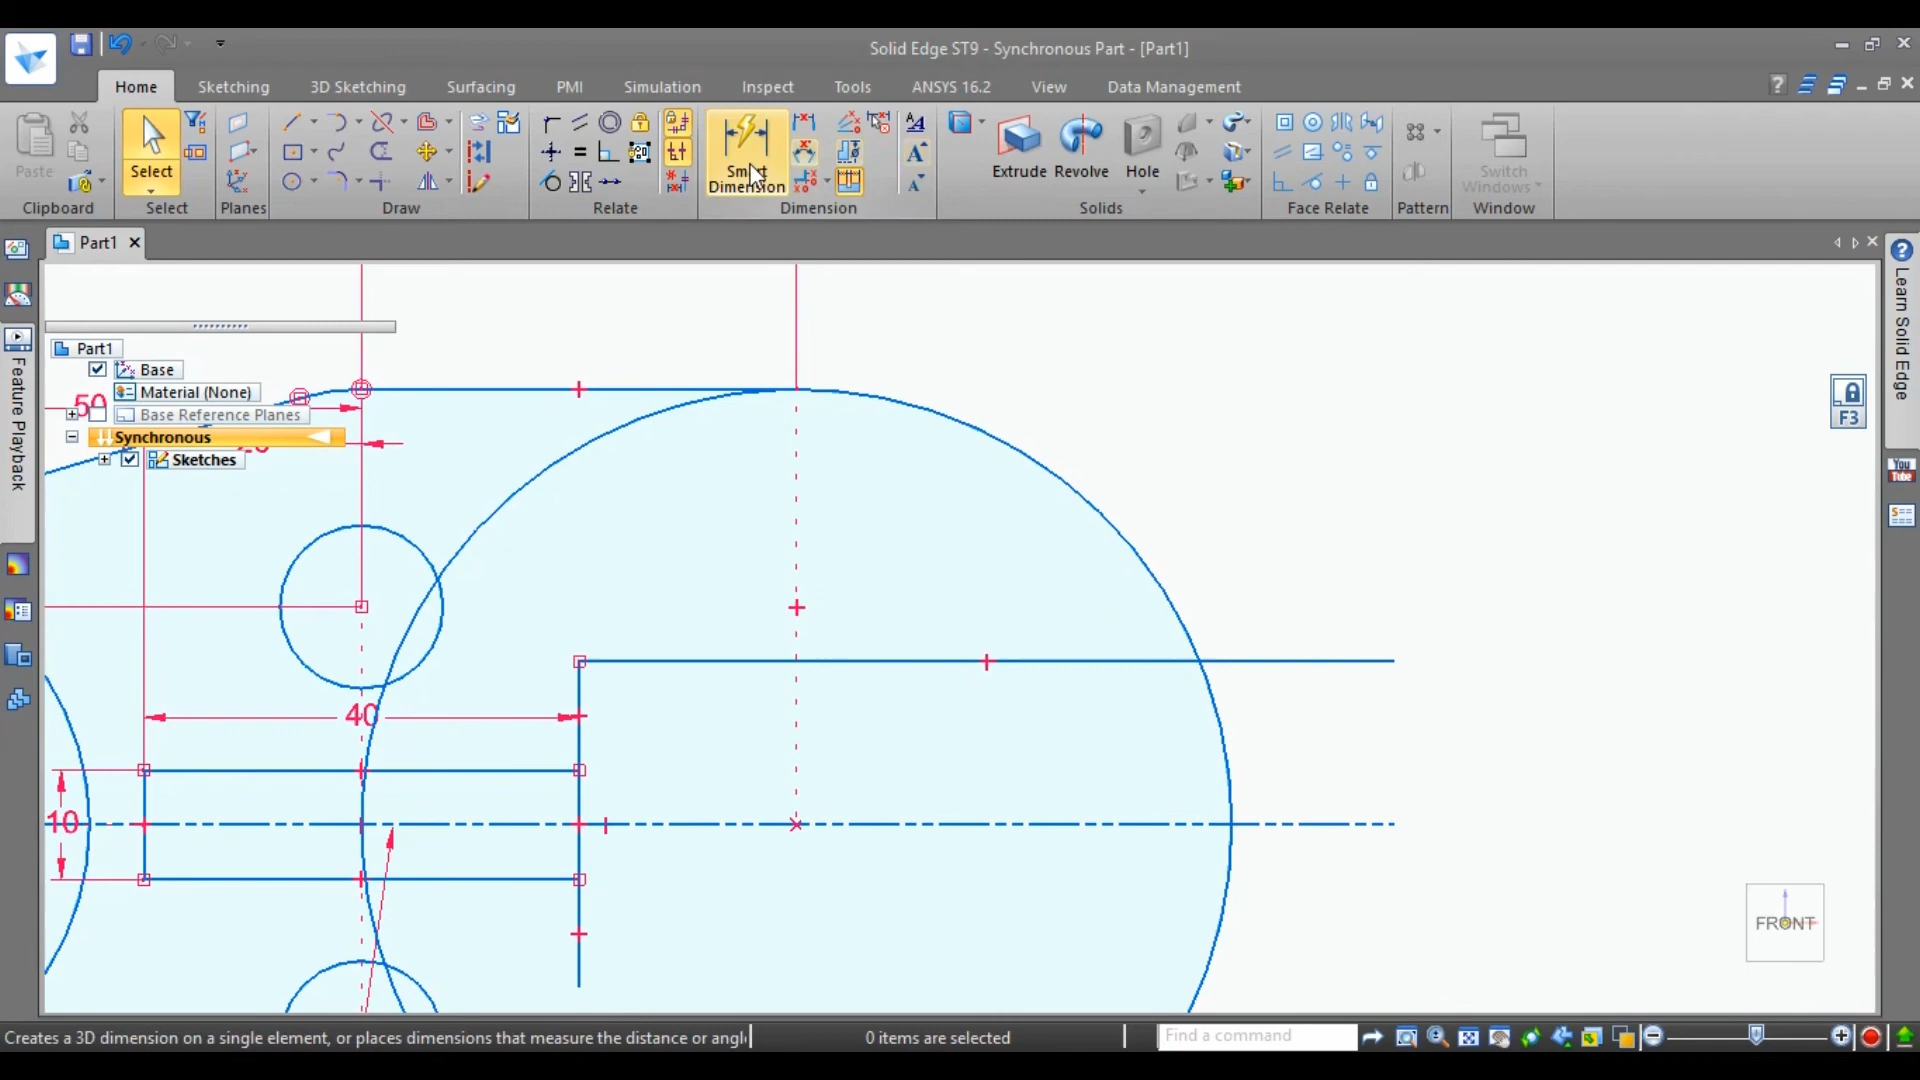 Solid Edge ST9 - Synchronous Part - [Part1]
Home
Sketching
3D Sketching
Surfacing
PMI
Simulation
Inspect
Tools
ANSYS 16.2
View
Data Management
Paste
Select
Smart
Dimension
Extrude
Revolve
Hole
Switch
Windows
Clipboard
Select
Planes
Draw
Relate
Dimension
Solids
Face Relate
Pattern
Window
Part1
Feature Playback
Learn Solid Edge
You
Tube
Part1
Base
Material (None)
50
Base Reference Planes
Synchronous
Sketches
F3
40
10
FRONT
Creates a 3D dimension on a single element, or places dimensions that measure the distance or angle
0 items are selected
Find a command